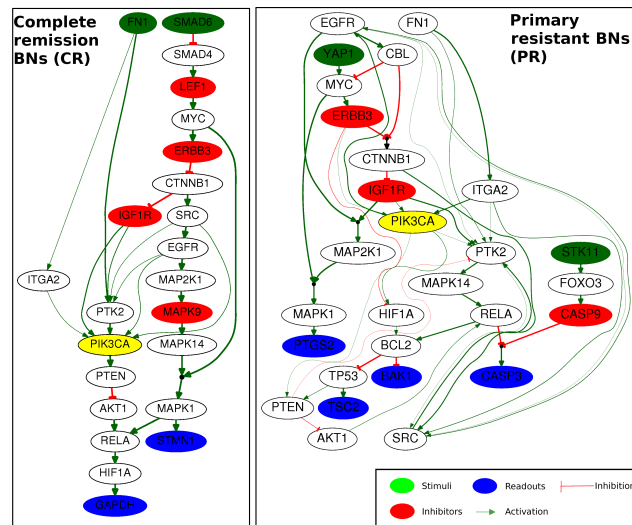 Complete
remission
BNs (CR)
FN1
SMAD6
SMAD4
LEF1
MYC
ERBB3
CTNNB1
IGF1R
SRC
EGFR
ITGA2
MAP2K1
PTK2
MAPK9
PIK3CA
MAPK14
PTEN
AKT1
MAPK1
RELA
STMN1
HIF1A
GAPDH
Primary
resistant BNs
(PR)
EGFR
FN1
YAP1
CBL
MYC
ERBB3
CTNNB1
IGF1R
ITGA2
PIK3CA
MAP2K1
PTK2
STK11
MAPK14
FOXO3
MAPK1
HIF1A
RELA
CASP9
PTGS2
BCL2
TP53
BAK1
CASP3
PTEN
TSC2
AKT1
SRC
Stimuli
Readouts
Inhibition
Inhibitors
Activation